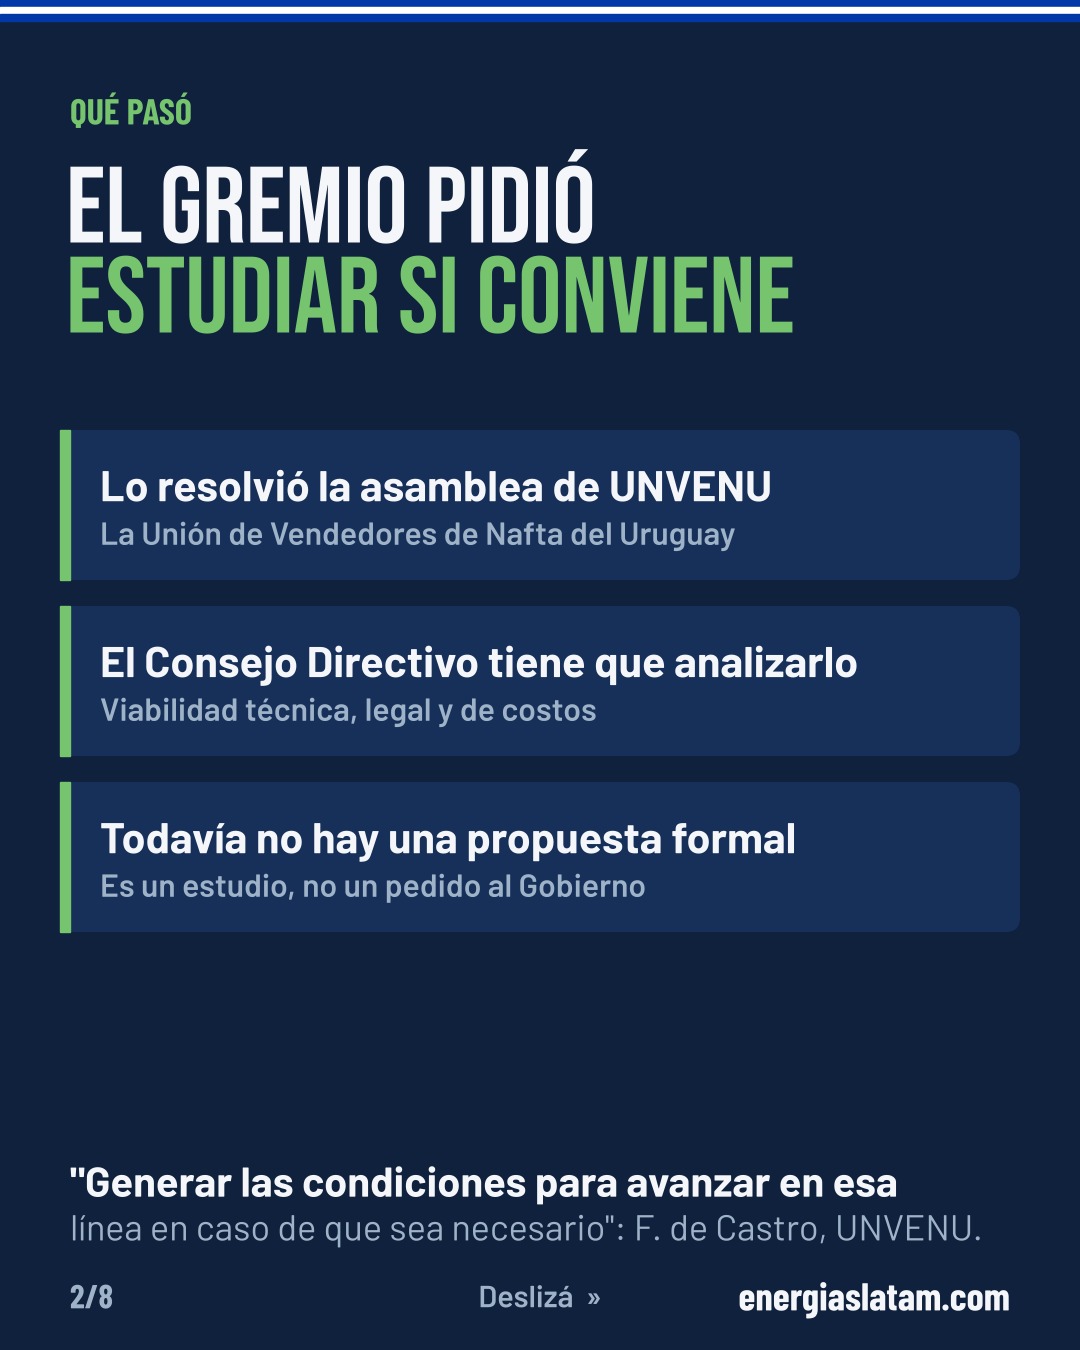 QUÉ PASÓ
EL GREMIO PIDIÓ
ESTUDIAR SI CONVIENE
Lo resolvió la asamblea de UNVENU
La Unión de Vendedores de Nafta del Uruguay
El Consejo Directivo tiene que analizarlo
Viabilidad técnica, legal y de costos
Todavía no hay una propuesta formal
Es un estudio, no un pedido al Gobierno
"Generar las condiciones para avanzar en esa
línea en caso de que sea necesario": F. de Castro, UNVENU.
2/8 Deslizá » energiaslatam.com